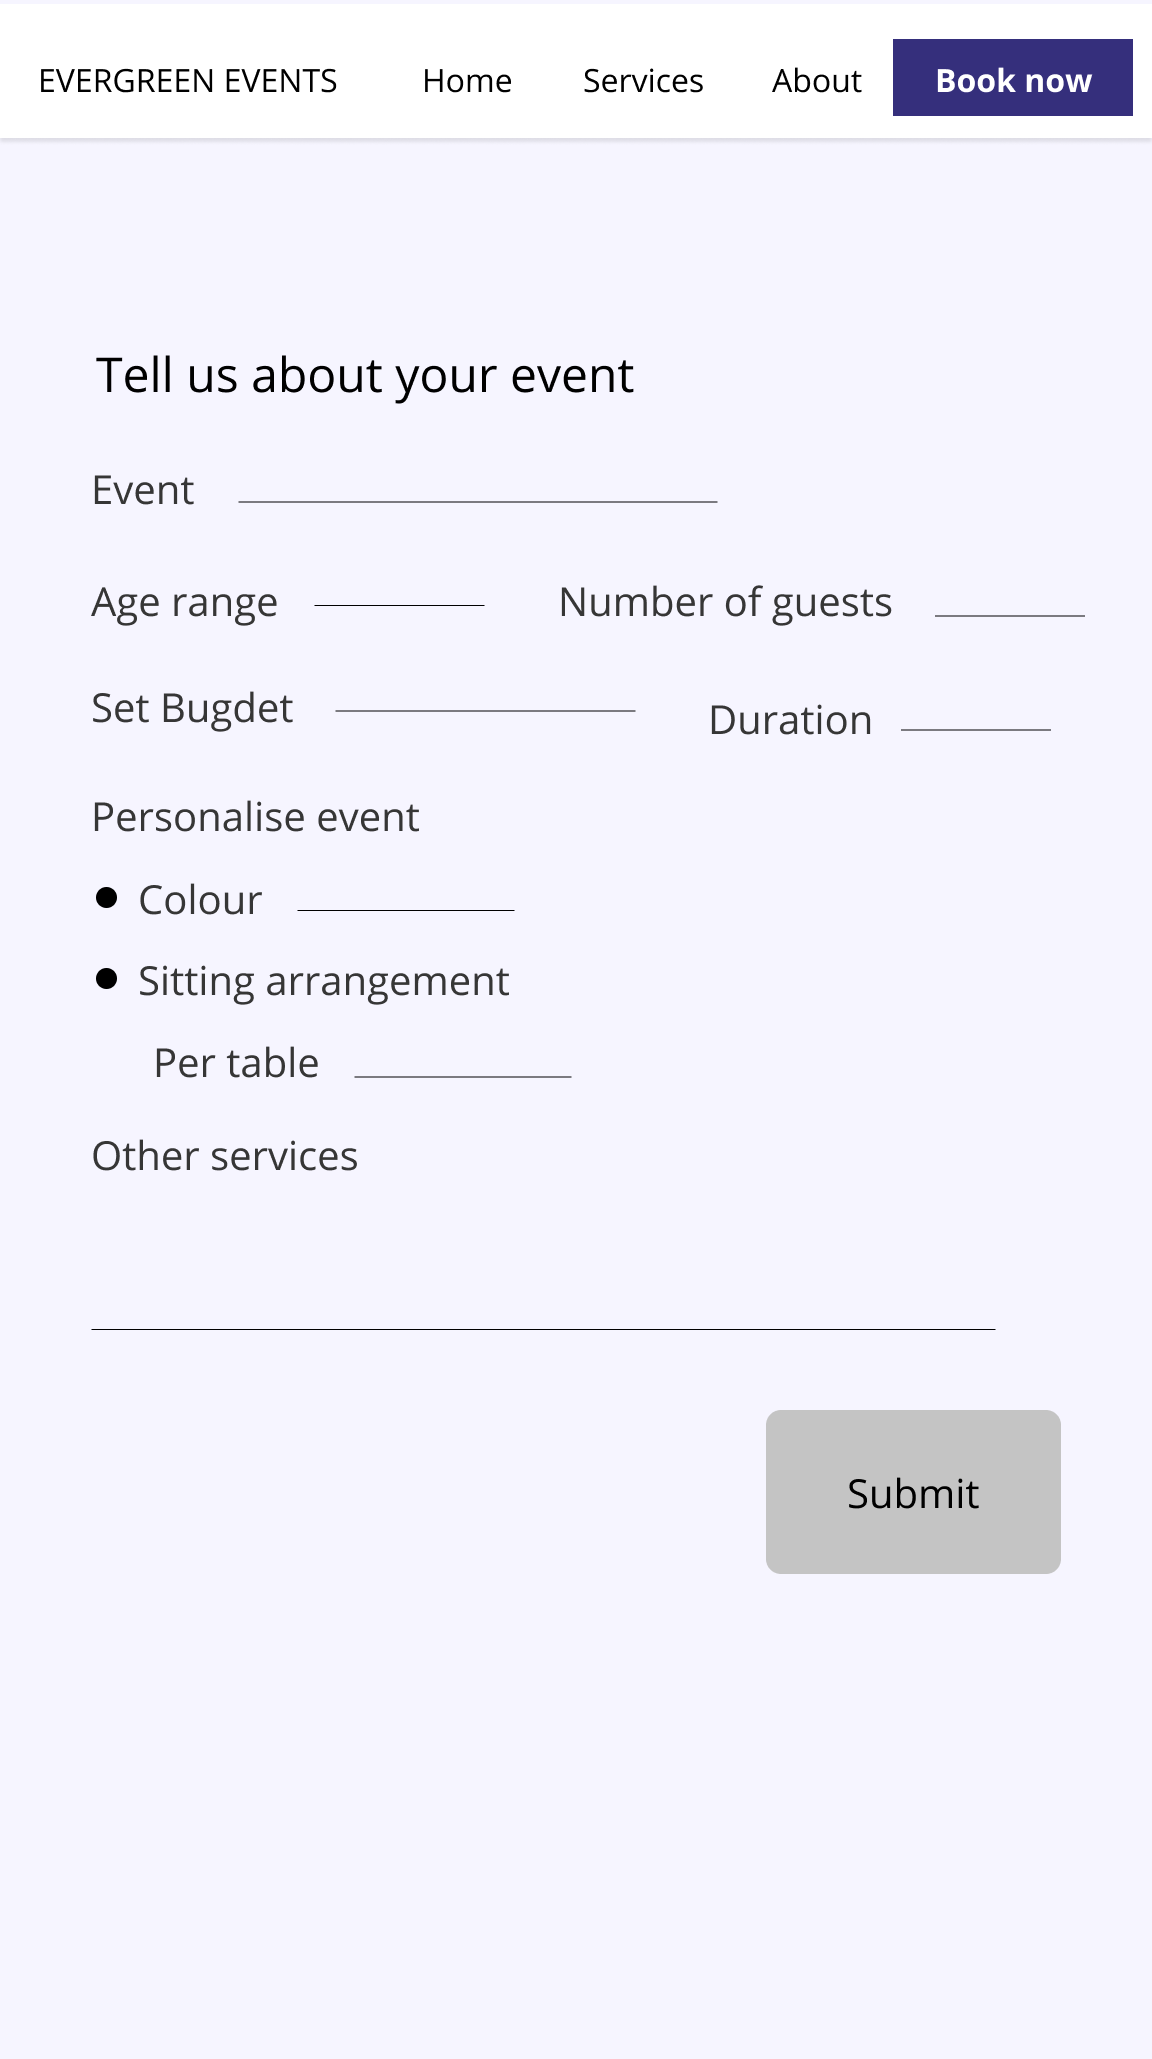 EVERGREEN EVENTS Home Services About Book now
Tell us about your event
Event
Age range Number of guests
Set Bugdet Duration
Personalise event
Colour
Sitting arrangement
Per table
Other services
Submit